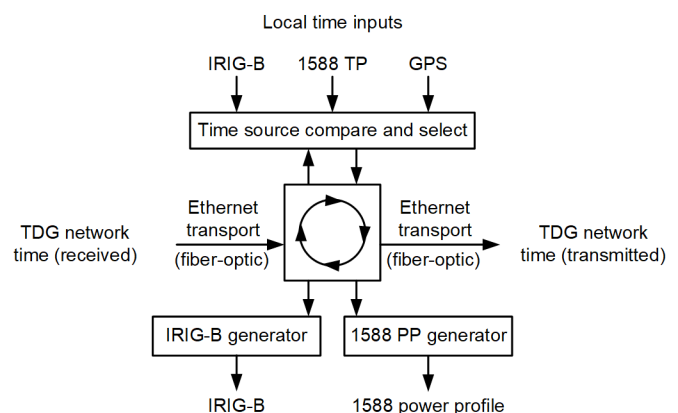 Local time inputs
IRIG-B 1588 TP GPS
Time source compare and select
Ethernet transport (fiber-optic)
Ethernet transport (fiber-optic)
TDG network time (received)
TDG network time (transmitted)
IRIG-B generator
1588 PP generator
IRIG-B
1588 power profile